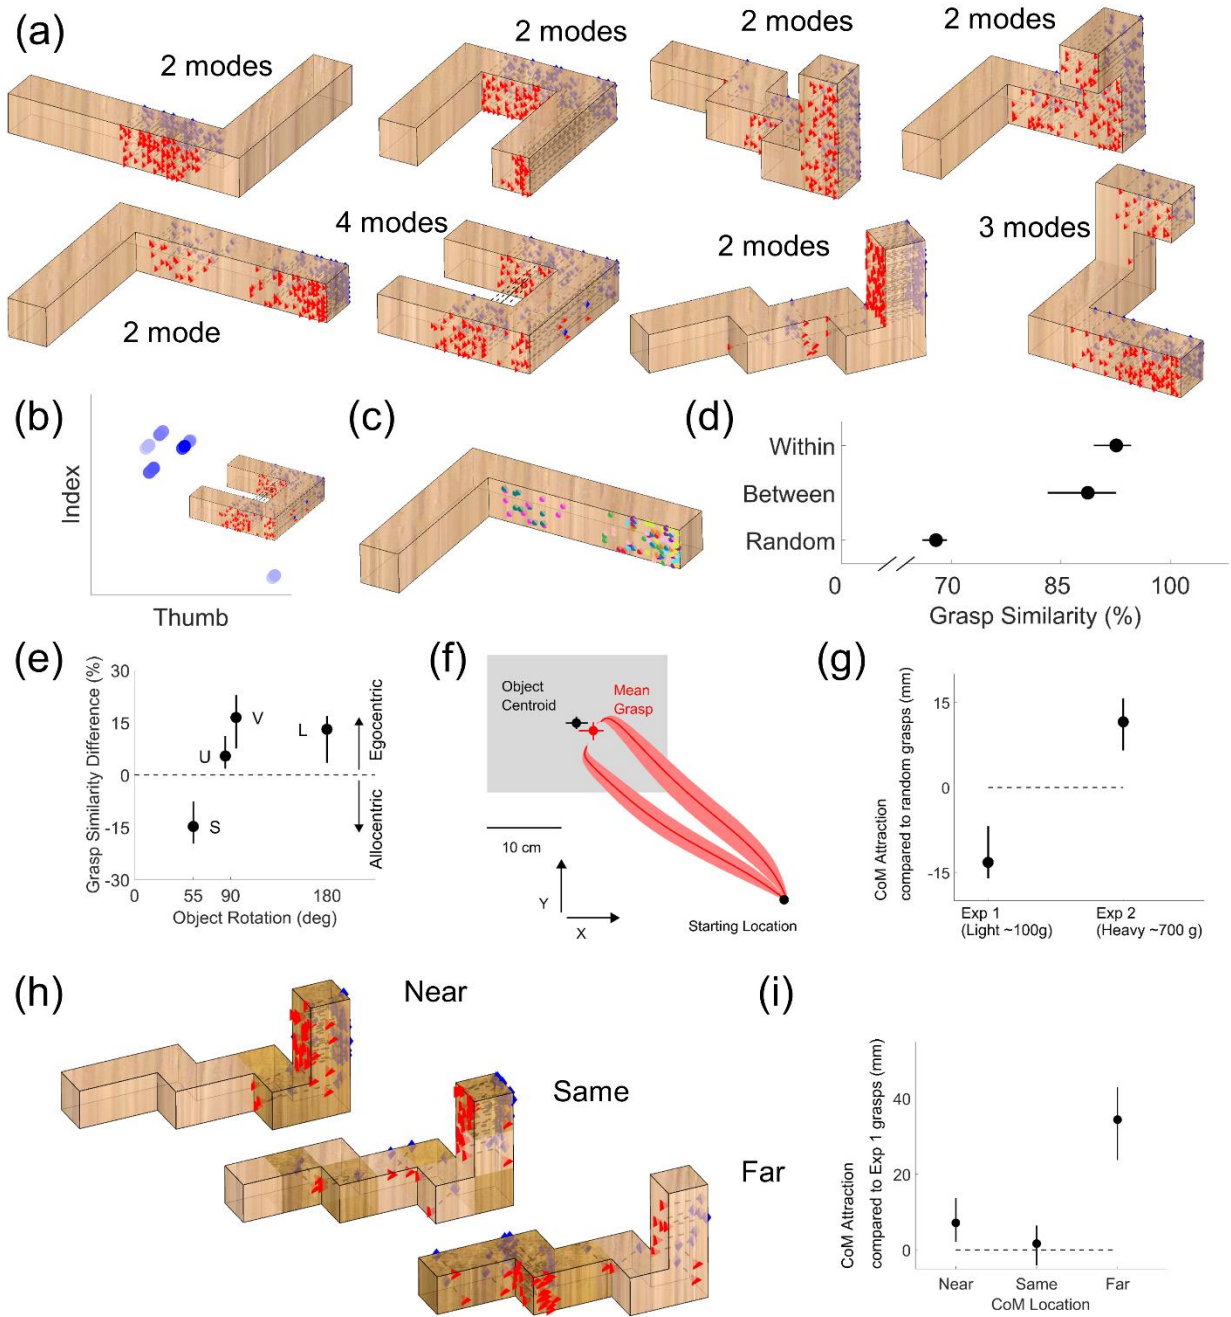 (a)
2 modes
2 modes
2 modes
2 modes
2 mode
4 modes
2 modes
3 modes
(b)
Index
Thumb
(c)
(d)
Within
Between
Random
0
70
85
100
Grasp Similarity (%)
(e)
Grasp Similarity Difference (%)
30
15
0
-15
-30
S
U
V
L
Egocentric
Allocentric
0
55
90
180
Object Rotation (deg)
(f)
Object
Centroid
Mean
Grasp
10 cm
Y
X
Starting Location
(g)
CoM Attraction
compared to random grasps (mm)
15
0
-15
Exp 1
(Light ~100g)
Exp 2
(Heavy ~700 g)
(h)
Near
Same
Far
(i)
CoM Attraction
compared to Exp 1 grasps (mm)
40
20
0
Near
Same
Far
CoM Location